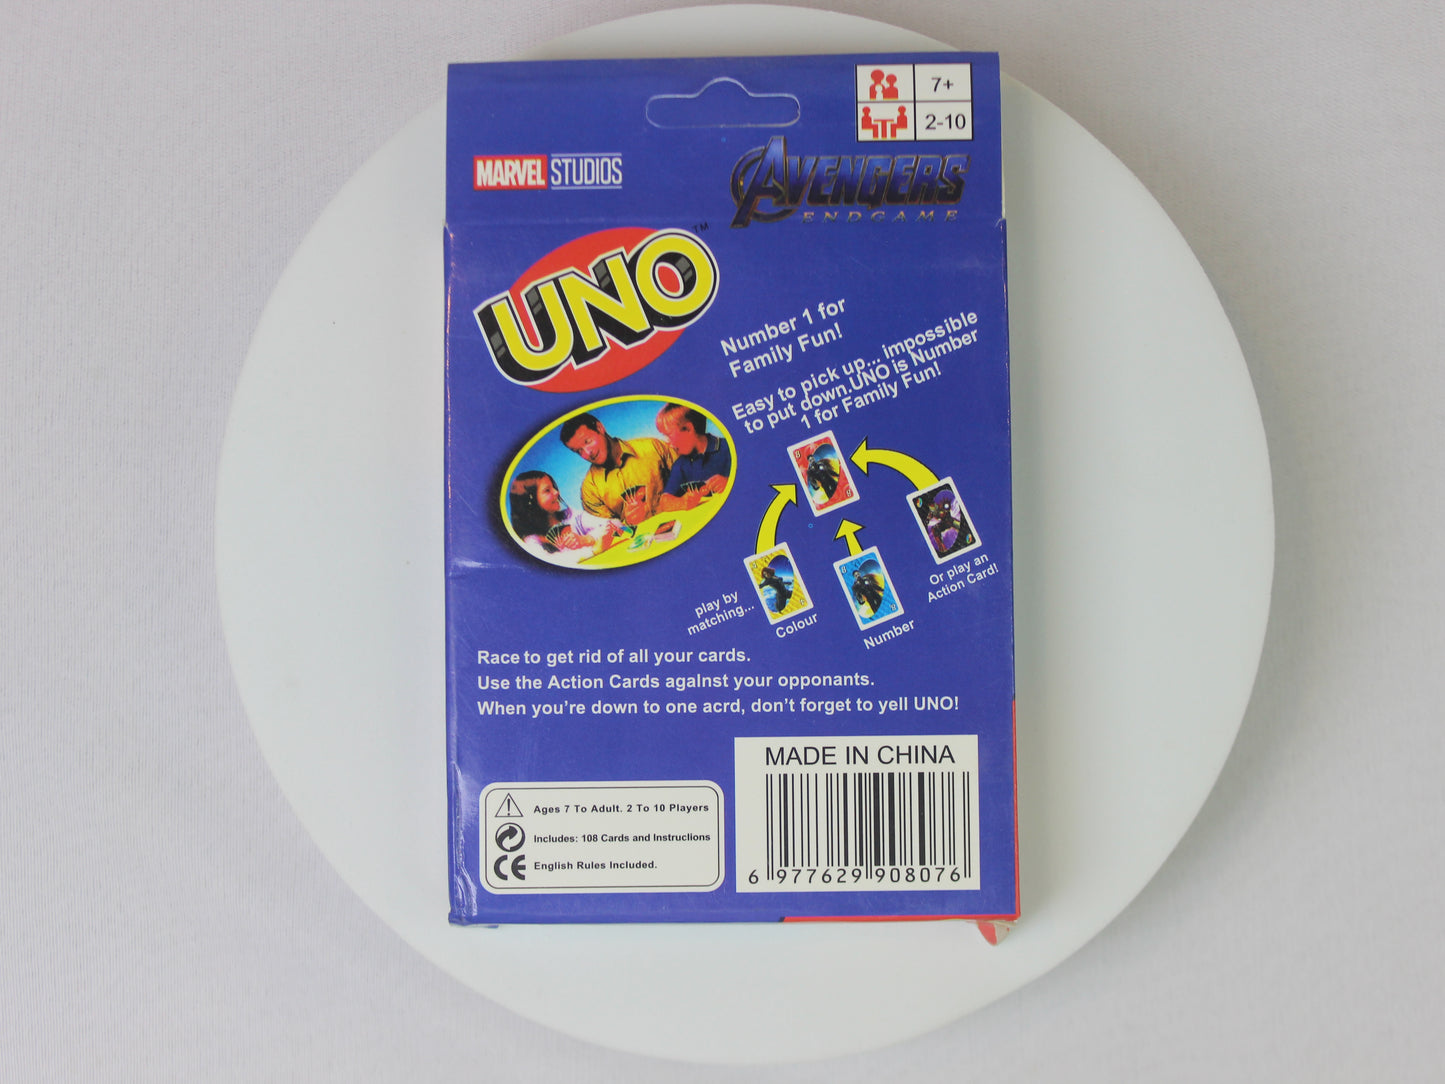 7+
2-10
MARVEL STUDIOS
AVENGERS
ENDGAME
UNO™
Number 1 for
Family Fun!
Easy to pick up... impossible
to put down.UNO is Number
1 for Family Fun!
play by
matching...
Colour
Number
Or play an
Action Card!
Race to get rid of all your cards.
Use the Action Cards against your opponants.
When you're down to one acrd, don't forget to yell UNO!
MADE IN CHINA
6 977629 908076
Ages 7 To Adult. 2 To 10 Players
Includes: 108 Cards and Instructions
CE English Rules Included.